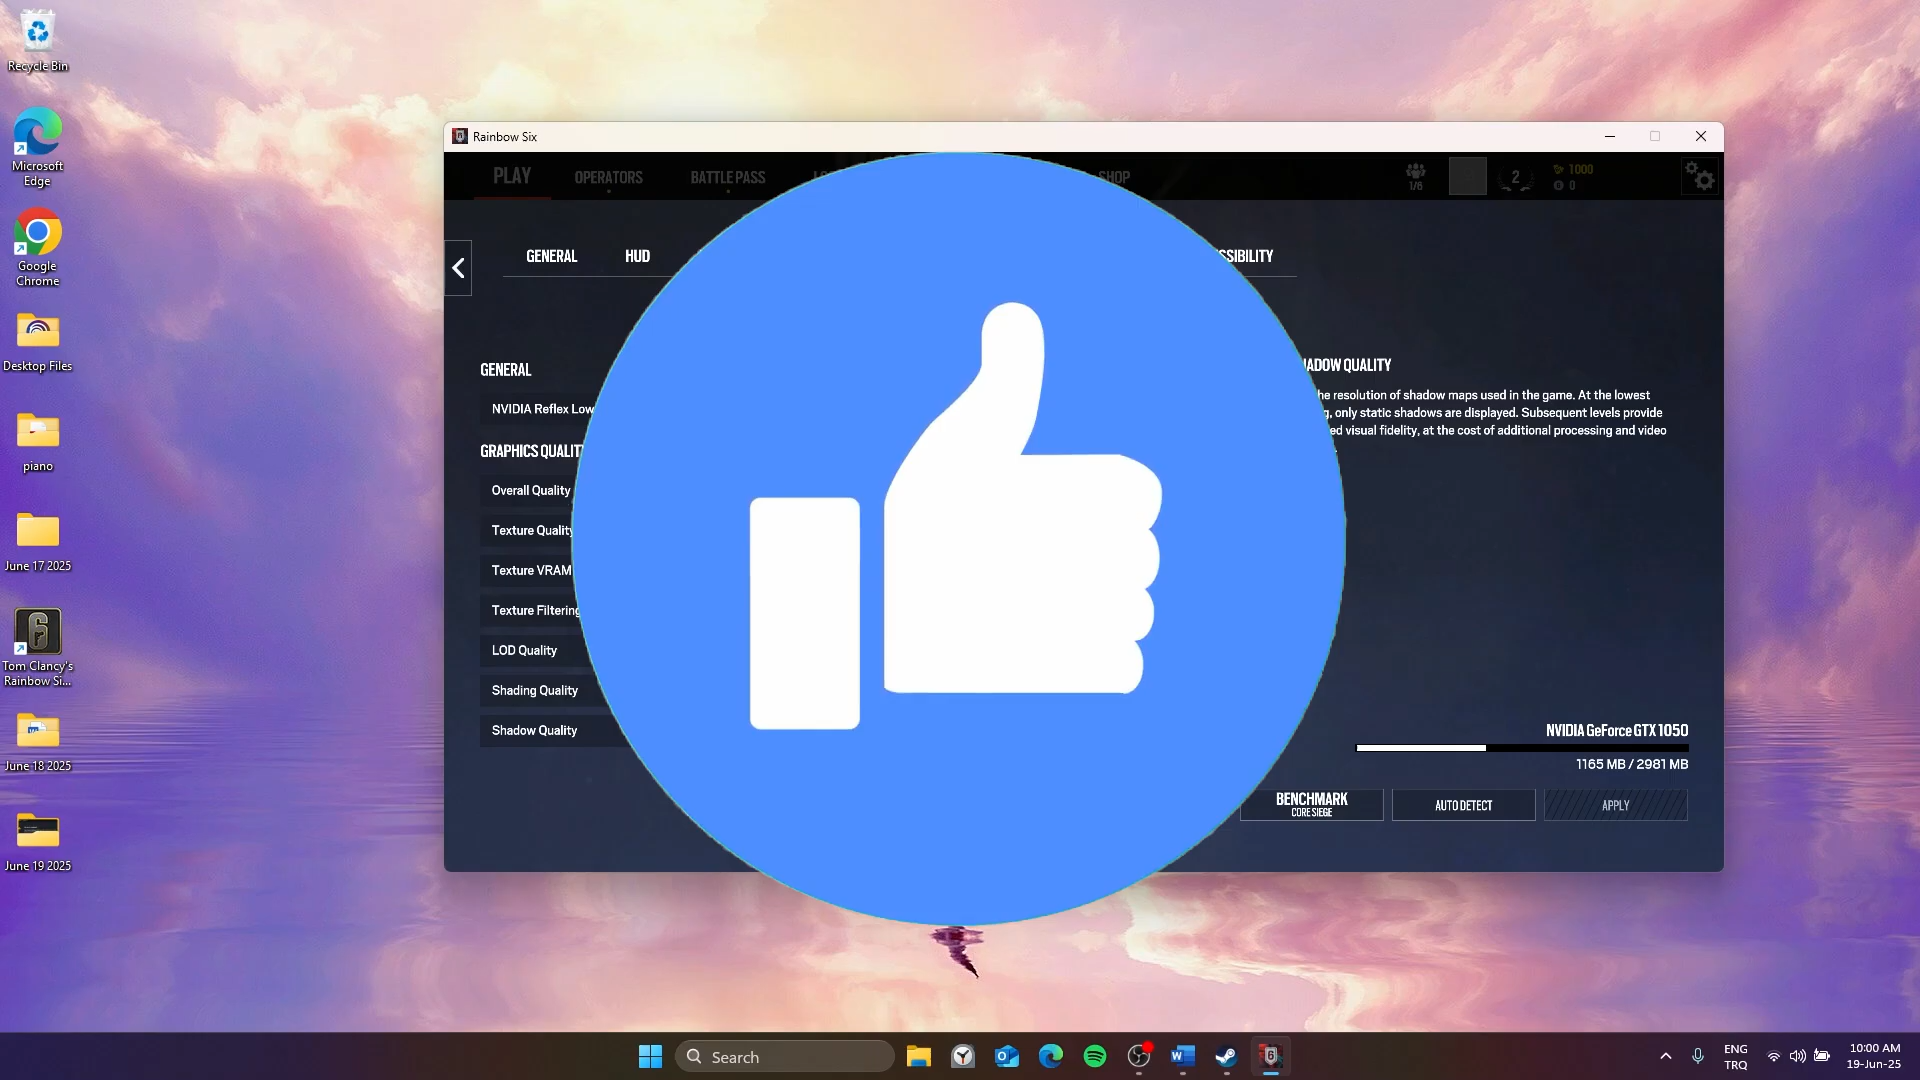 Recycle Bin
Microsoft
Edge
Google
Chrome
Desktop Files
piano
June 17 2025
Tom Clancy's
Rainbow Si...
June 18 2025
June 19 2025
Rainbow Six
PLAY
OPERATORS
BATTLE PASS
SHOP
1/6
2
1000
0
GENERAL
HUD
SSIBILITY
GENERAL
NVIDIA Reflex Low
GRAPHICS QUALIT
Overall Quality
Texture Quality
Texture VRAM
Texture Filtering
LOD Quality
Shading Quality
Shadow Quality
ADOW QUALITY
he resolution of shadow maps used in the game. At the lowest
g, only static shadows are displayed. Subsequent levels provide
ed visual fidelity, at the cost of additional processing and video
NVIDIA GeForce GTX 1050
1165 MB / 2981 MB
BENCHMARK
CORE SIEGE
AUTO DETECT
APPLY
Search
ENG
TRQ
10:00 AM
19-Jun-25